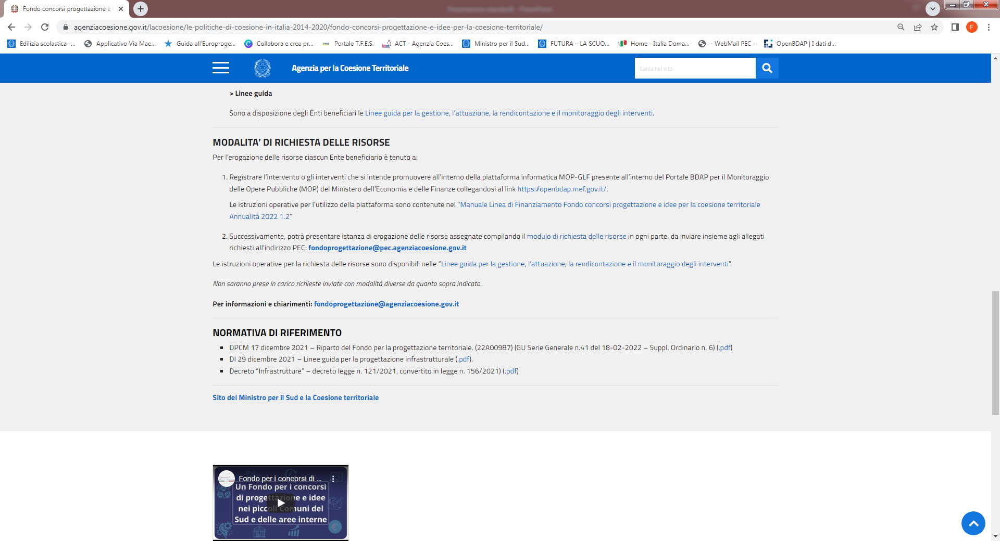 Fondo concorsi progettazione e i
agenziacoesione.gov.it/lacoesione/le-politiche-di-coesione-in-italia-2014-2020/fondo-concorsi-progettazione-e-idee-per-la-coesione-territoriale/
F
Edilizia scolastica -... Applicativo Via Mae... Guida all'Europroge... Collabora e crea pr... Portale T.F.E.S. ACT - Agenzia Coes... Ministro per il Sud... FUTURA – LA SCUO... Home - Italia Doma... - WebMail PEC - OpenBDAP | I dati d...
Agenzia per la Coesione Territoriale
Cerca nel sito
> Linee guida
Sono a disposizione degli Enti beneficiari le Linee guida per la gestione, l’attuazione, la rendicontazione e il monitoraggio degli interventi.
MODALITA’ DI RICHIESTA DELLE RISORSE
Per l’erogazione delle risorse ciascun Ente beneficiario è tenuto a:
1. Registrare l’intervento o gli interventi che si intende promuovere all’interno della piattaforma informatica MOP-GLF presente all’interno del Portale BDAP per il Monitoraggio
delle Opere Pubbliche (MOP) del Ministero dell’Economia e delle Finanze collegandosi al link https://openbdap.mef.gov.it/.
Le istruzioni operative per l’utilizzo della piattaforma sono contenute nel “Manuale Linea di Finanziamento Fondo concorsi progettazione e idee per la coesione territoriale
Annualità 2022 1.2”
2. Successivamente, potrà presentare istanza di erogazione delle risorse assegnate compilando il modulo di richiesta delle risorse in ogni parte, da inviare insieme agli allegati
richiesti all’indirizzo PEC: fondoprogettazione@pec.agenziacoesione.gov.it
Le istruzioni operative per la richiesta delle risorse sono disponibili nelle “Linee guida per la gestione, l’attuazione, la rendicontazione e il monitoraggio degli interventi”.
Non saranno prese in carico richieste inviate con modalità diverse da quanto sopra indicato.
Per informazioni e chiarimenti: fondoprogettazione@agenziacoesione.gov.it
NORMATIVA DI RIFERIMENTO
▪ DPCM 17 dicembre 2021 – Riparto del Fondo per la progettazione territoriale. (22A00987) (GU Serie Generale n.41 del 18-02-2022 – Suppl. Ordinario n. 6) (.pdf)
▪ DI 29 dicembre 2021 – Linee guida per la progettazione infrastrutturale (.pdf).
▪ Decreto “Infrastrutture” – decreto legge n. 121/2021, convertito in legge n. 156/2021) (.pdf)
Sito del Ministro per il Sud e la Coesione territoriale
Fondo per i concorsi di ...
Un Fondo per i concorsi
di progettazione e idee
nei piccoli Comuni del
Sud e delle aree interne